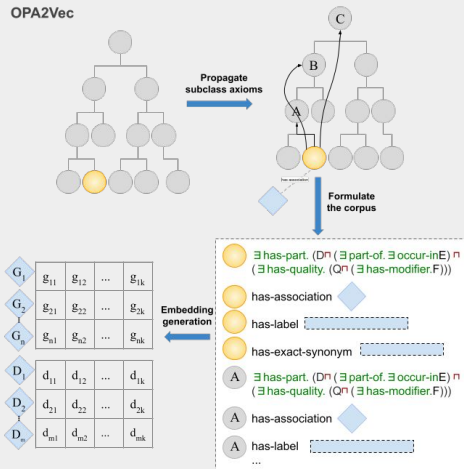 OPA2Vec
C
B
A
Propagate
subclass axioms
has-association
Formulate
the corpus
∃ has-part. (D⊓ (∃ part-of. ∃ occur-inE) ⊓
(∃ has-quality. (Q⊓ (∃ has-modifier.F)))
has-association
has-label
has-exact-synonym
A ∃ has-part. (D⊓ (∃ part-of. ∃ occur-inE) ⊓
(∃ has-quality. (Q⊓ (∃ has-modifier.F)))
A has-association
A has-label
...
Embedding
generation
G1 g11 g12 ... g1k
G2 g21 g22 ... g2k
Gn gn1 gn2 ... gnk
D1 d11 d12 ... d1k
D2 d21 d22 ... d2k
Dm dm1 dm2 ... dmk